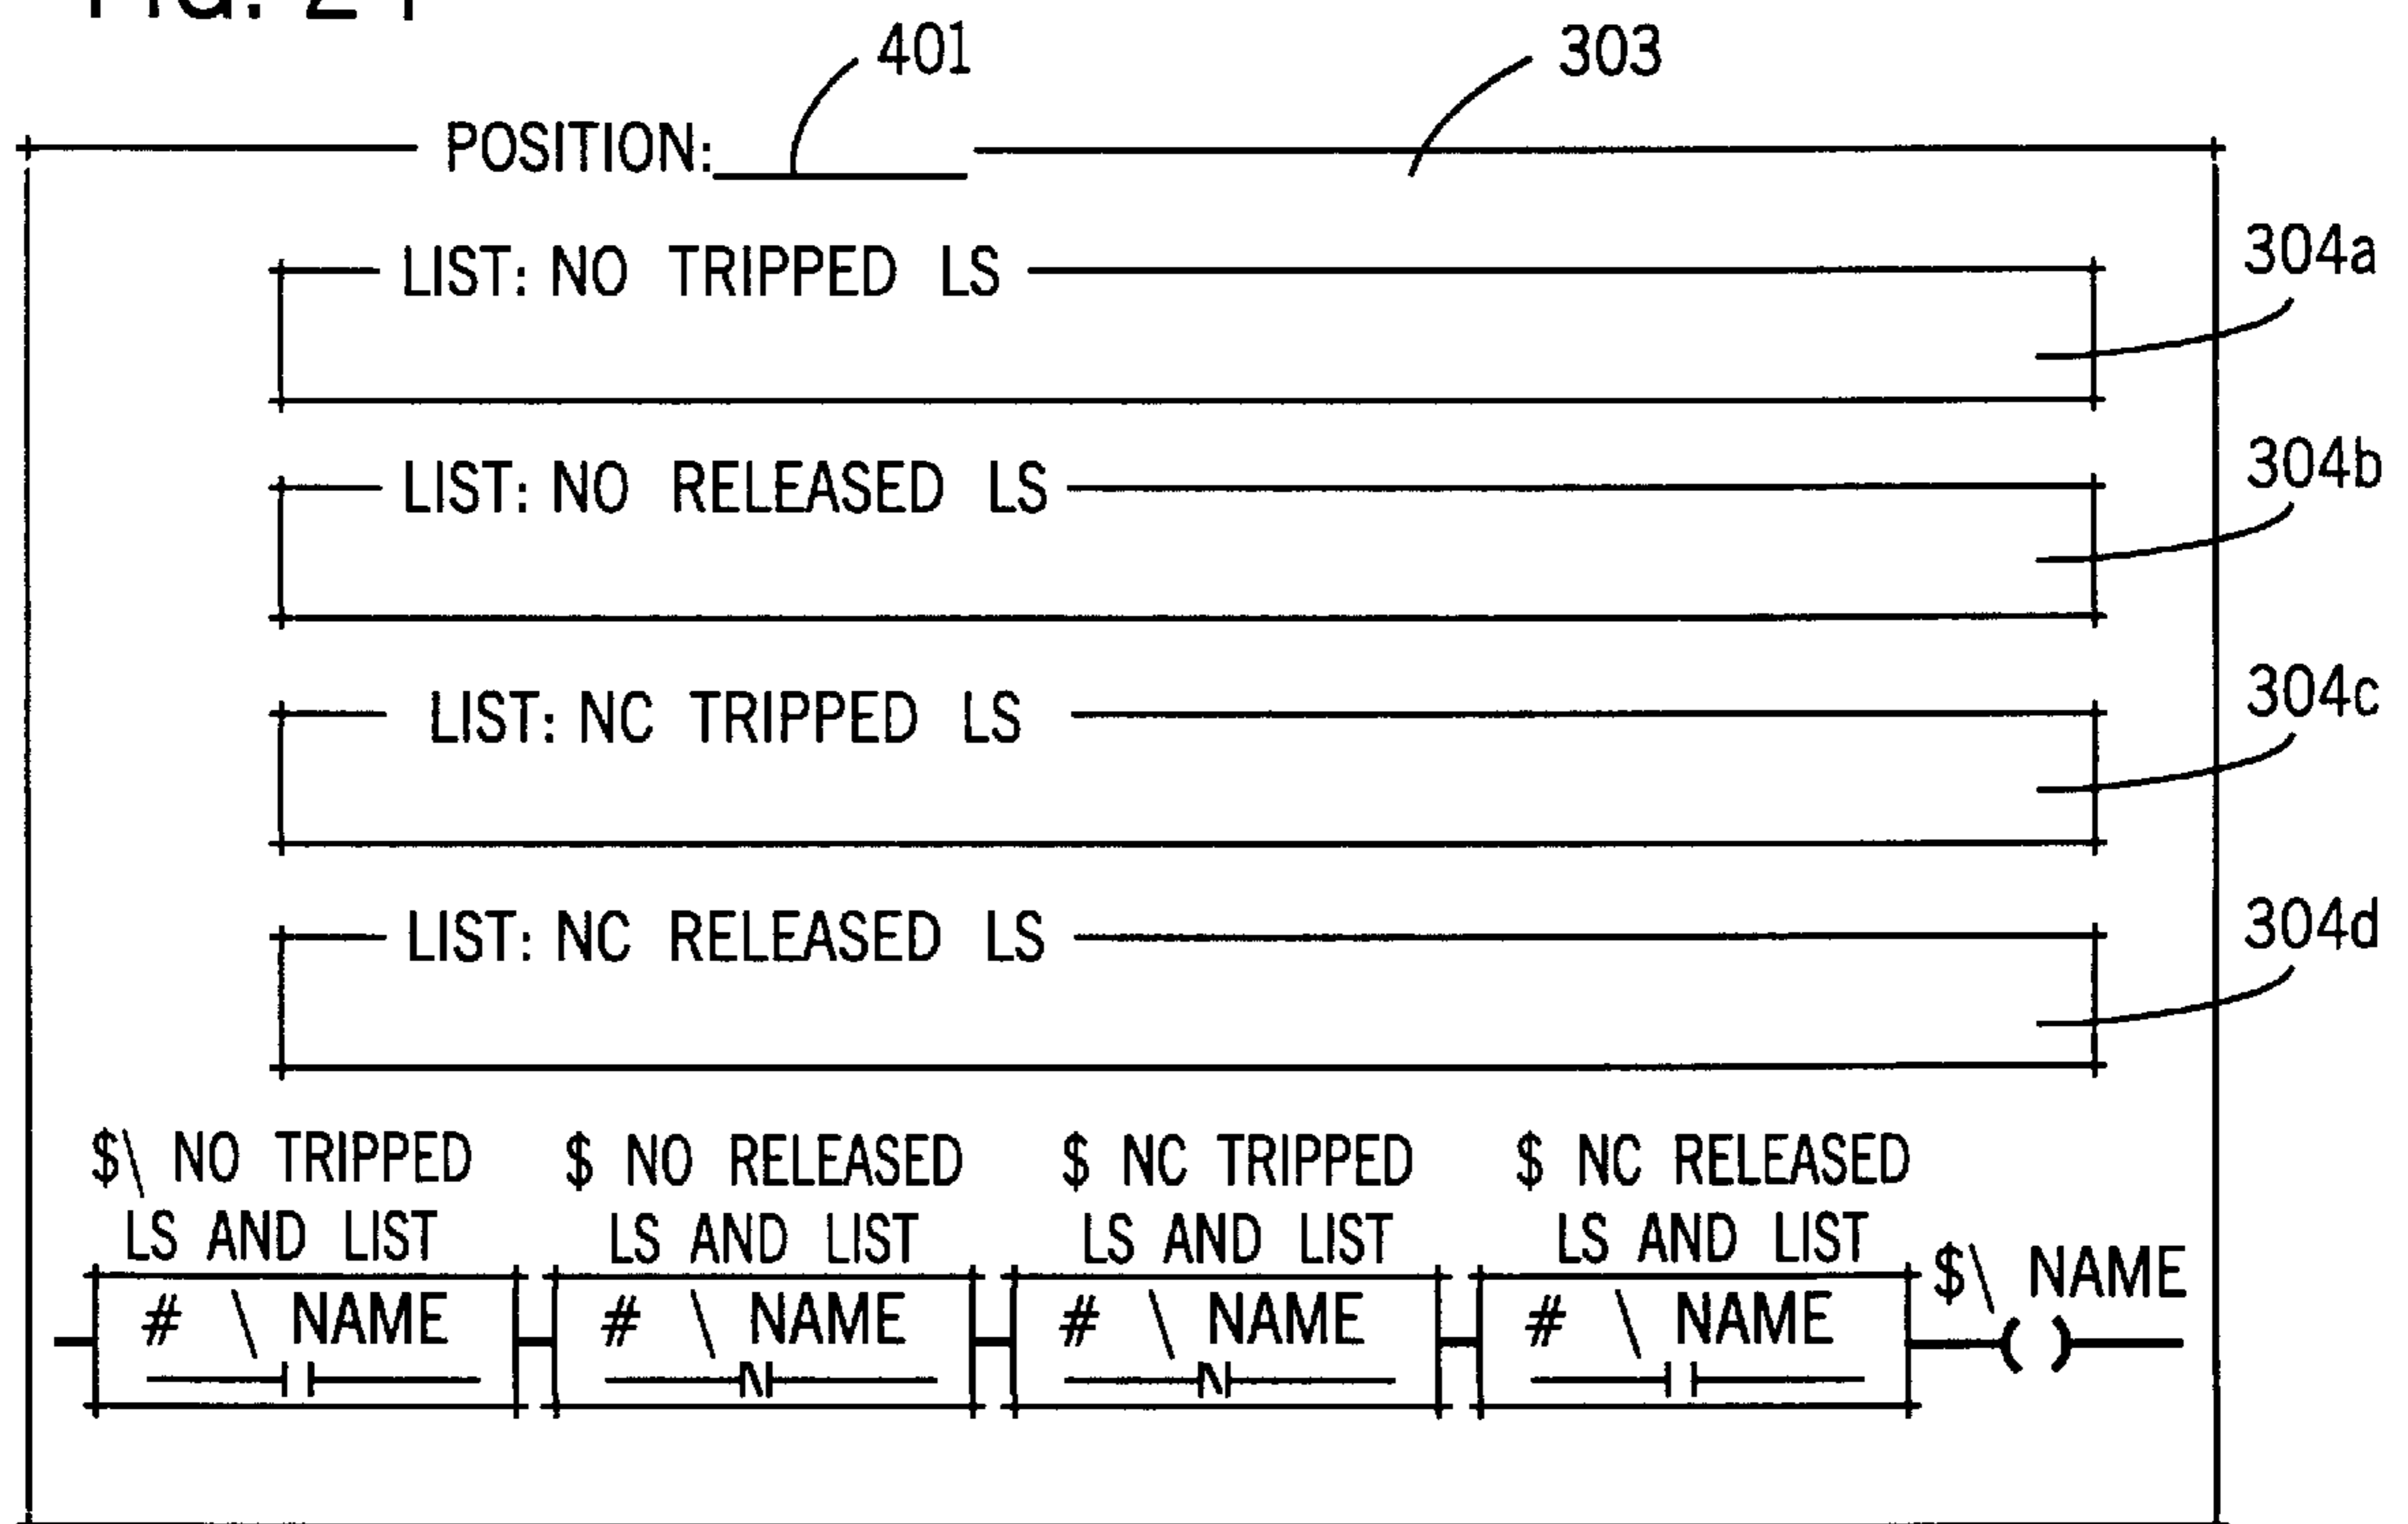 FIG. 24
401
303
POSITION:
LIST: NO TRIPPED LS
304a
LIST: NO RELEASED LS
304b
LIST: NC TRIPPED LS
304c
LIST: NC RELEASED LS
304d
$\ NO TRIPPED LS AND LIST
$ NO RELEASED LS AND LIST
$ NC TRIPPED LS AND LIST
$ NC RELEASED LS AND LIST
# \ NAME
# \ NAME
# \ NAME
# \ NAME
$\ NAME